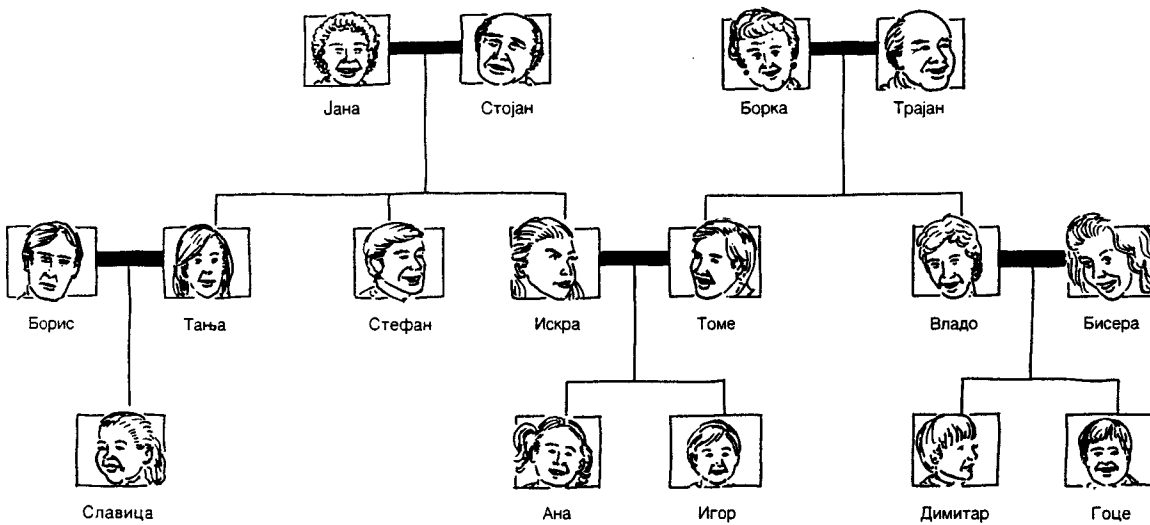 Јана Стојан Борка Трајан
Борис Тања Стефан Искра Томе Владо Бисера
Славица Ана Игор Димитар Гоце